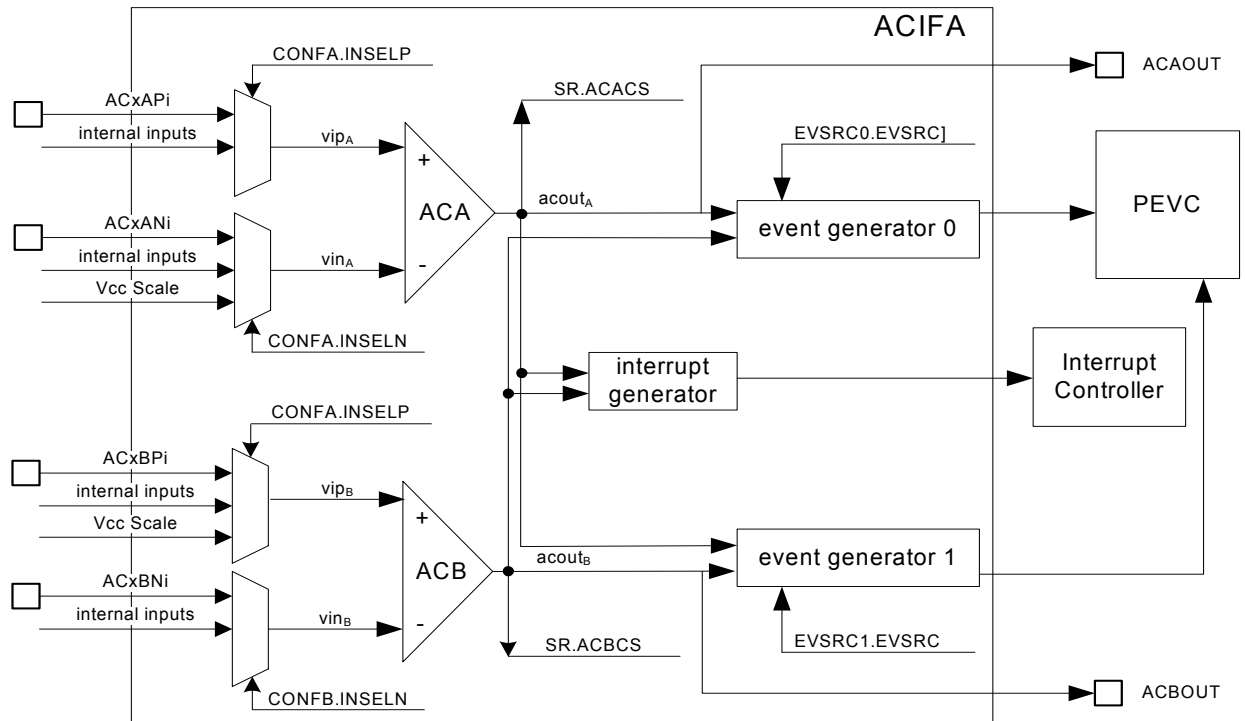 ACIFA
CONFA.INSELP
ACAOUT
ACxAPi
SR.ACACS
internal inputs
EVSRC0.EVSRC]
vipA
+
PEVC
acoutA
ACA
event generator 0
ACxANi
internal inputs
vinA
-
Vcc Scale
CONFA.INSELN
interrupt
generator
Interrupt
Controller
CONFA.INSELP
ACxBPi
internal inputs
vipB
Vcc Scale
+
acoutB
event generator 1
ACB
ACxBNi
internal inputs
vinB
-
SR.ACBCS
EVSRC1.EVSRC
CONFB.INSELN
ACBOUT